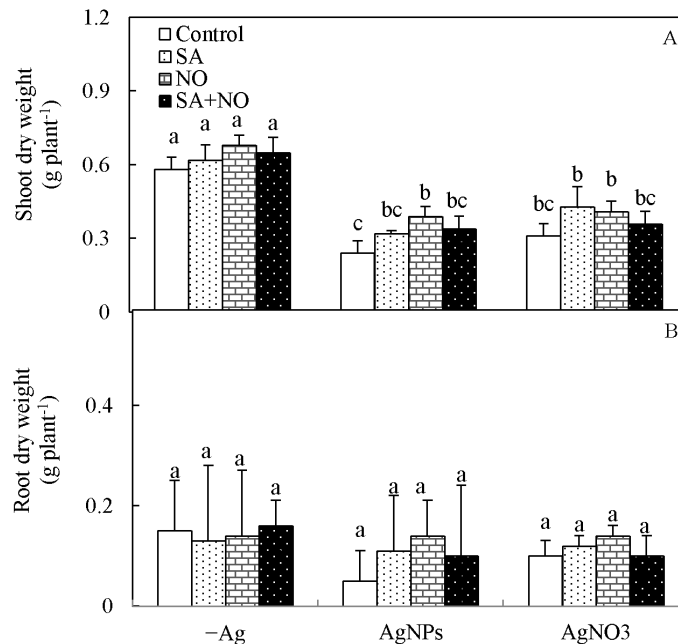 1.2
0.9
0.6
0.3
0
Shoot dry weight
(g plant-1)
A
Control
SA
NO
SA+NO
a a a a
c bc b bc
bc b b bc
B
0.4
0.2
0
Root dry weight
(g plant-1)
a a a a
a a a a
a a a a
−Ag AgNPs AgNO3